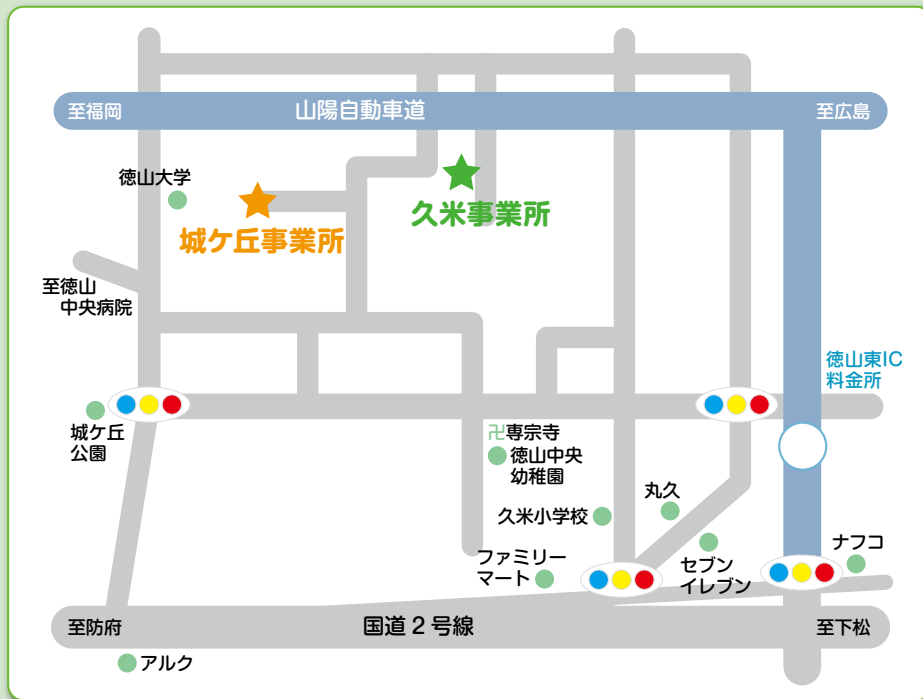 至福岡
山陽自動車道
至広島
徳山大学
城ケ丘事業所
久米事業所
至徳山
中央病院
徳山東IC
料金所
城ケ丘
公園
卍専宗寺
徳山中央
幼稚園
丸久
久米小学校
ファミリー
マート
セブン
イレブン
ナフコ
至防府
国道2号線
至下松
アルク